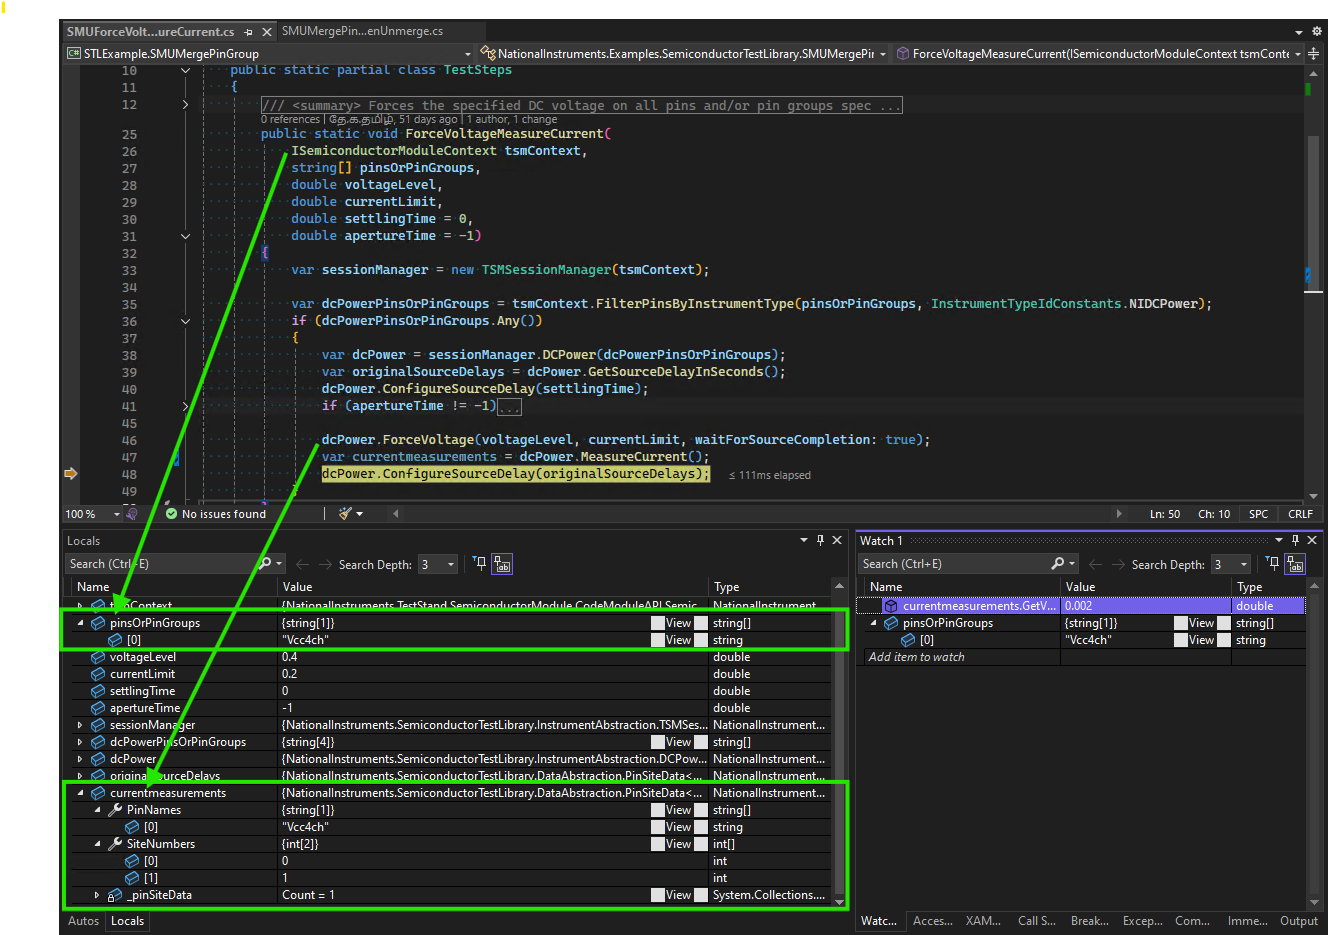 SMUForceVolt...ureCurrent.cs
SMUMergePin...enUnmerge.cs
STLExample.SMUMergePinGroup
NationalInstruments.Examples.SemiconductorTestLibrary.SMUMergePir
ForceVoltageMeasureCurrent(ISemiconductorModuleContext tsmConte
10 public static partial class TestSteps
11 {
12 /// <summary> Forces the specified DC voltage on all pins and/or pin groups spec ...
0 references | தே.க.தமிழ், 51 days ago | 1 author, 1 change
25 public static void ForceVoltageMeasureCurrent(
26 ISemiconductorModuleContext tsmContext,
27 string[] pinsOrPinGroups,
28 double voltageLevel,
29 double currentLimit,
30 double settlingTime = 0,
31 double apertureTime = -1)
32 {
33 var sessionManager = new TSMSessionManager(tsmContext);
34
35 var dcPowerPinsOrPinGroups = tsmContext.FilterPinsByInstrumentType(pinsOrPinGroups, InstrumentTypeIdConstants.NIDCPower);
36 if (dcPowerPinsOrPinGroups.Any())
37 {
38 var dcPower = sessionManager.DCPower(dcPowerPinsOrPinGroups);
39 var originalSourceDelays = dcPower.GetSourceDelayInSeconds();
40 dcPower.ConfigureSourceDelay(settlingTime);
41 if (apertureTime != -1)...
45
46 dcPower.ForceVoltage(voltageLevel, currentLimit, waitForSourceCompletion: true);
47 var currentmeasurements = dcPower.MeasureCurrent();
48 dcPower.ConfigureSourceDelay(originalSourceDelays); ≤ 111ms elapsed
49
100 % No issues found Ln: 50 Ch: 10 SPC CRLF
Locals
Search (Ctrl+E) Search Depth: 3
Name Value Type
tsmContext {NationalInstruments.TestStand.SemiconductorModule.CodeModuleAPI.Semic... NationalInstrument...
pinsOrPinGroups {string[1]} View string[]
[0] "Vcc4ch" View string
voltageLevel 0.4 double
currentLimit 0.2 double
settlingTime 0 double
apertureTime -1 double
sessionManager {NationalInstruments.SemiconductorTestLibrary.InstrumentAbstraction.TSMSes... NationalInstrument...
dcPowerPinsOrPinGroups {string[4]} View string[]
dcPower {NationalInstruments.SemiconductorTestLibrary.InstrumentAbstraction.DCPow... NationalInstrument...
originalSourceDelays {NationalInstruments.SemiconductorTestLibrary.DataAbstraction.PinSiteData<... NationalInstrument...
currentmeasurements {NationalInstruments.SemiconductorTestLibrary.DataAbstraction.PinSiteData<... NationalInstrument...
PinNames {string[1]} View string[]
[0] "Vcc4ch" View string
SiteNumbers {int[2]} View int[]
[0] 0 int
[1] 1 int
_pinSiteData Count = 1 View System.Collections....
Autos Locals
Watch 1
Search (Ctrl+E) Search Depth: 3
Name Value Type
currentmeasurements.GetV... 0.002 double
pinsOrPinGroups {string[1]} View string[]
[0] "Vcc4ch" View string
Add item to watch
Watc... Acces... XAM... Call S... Break... Excep... Com... Imme... Output